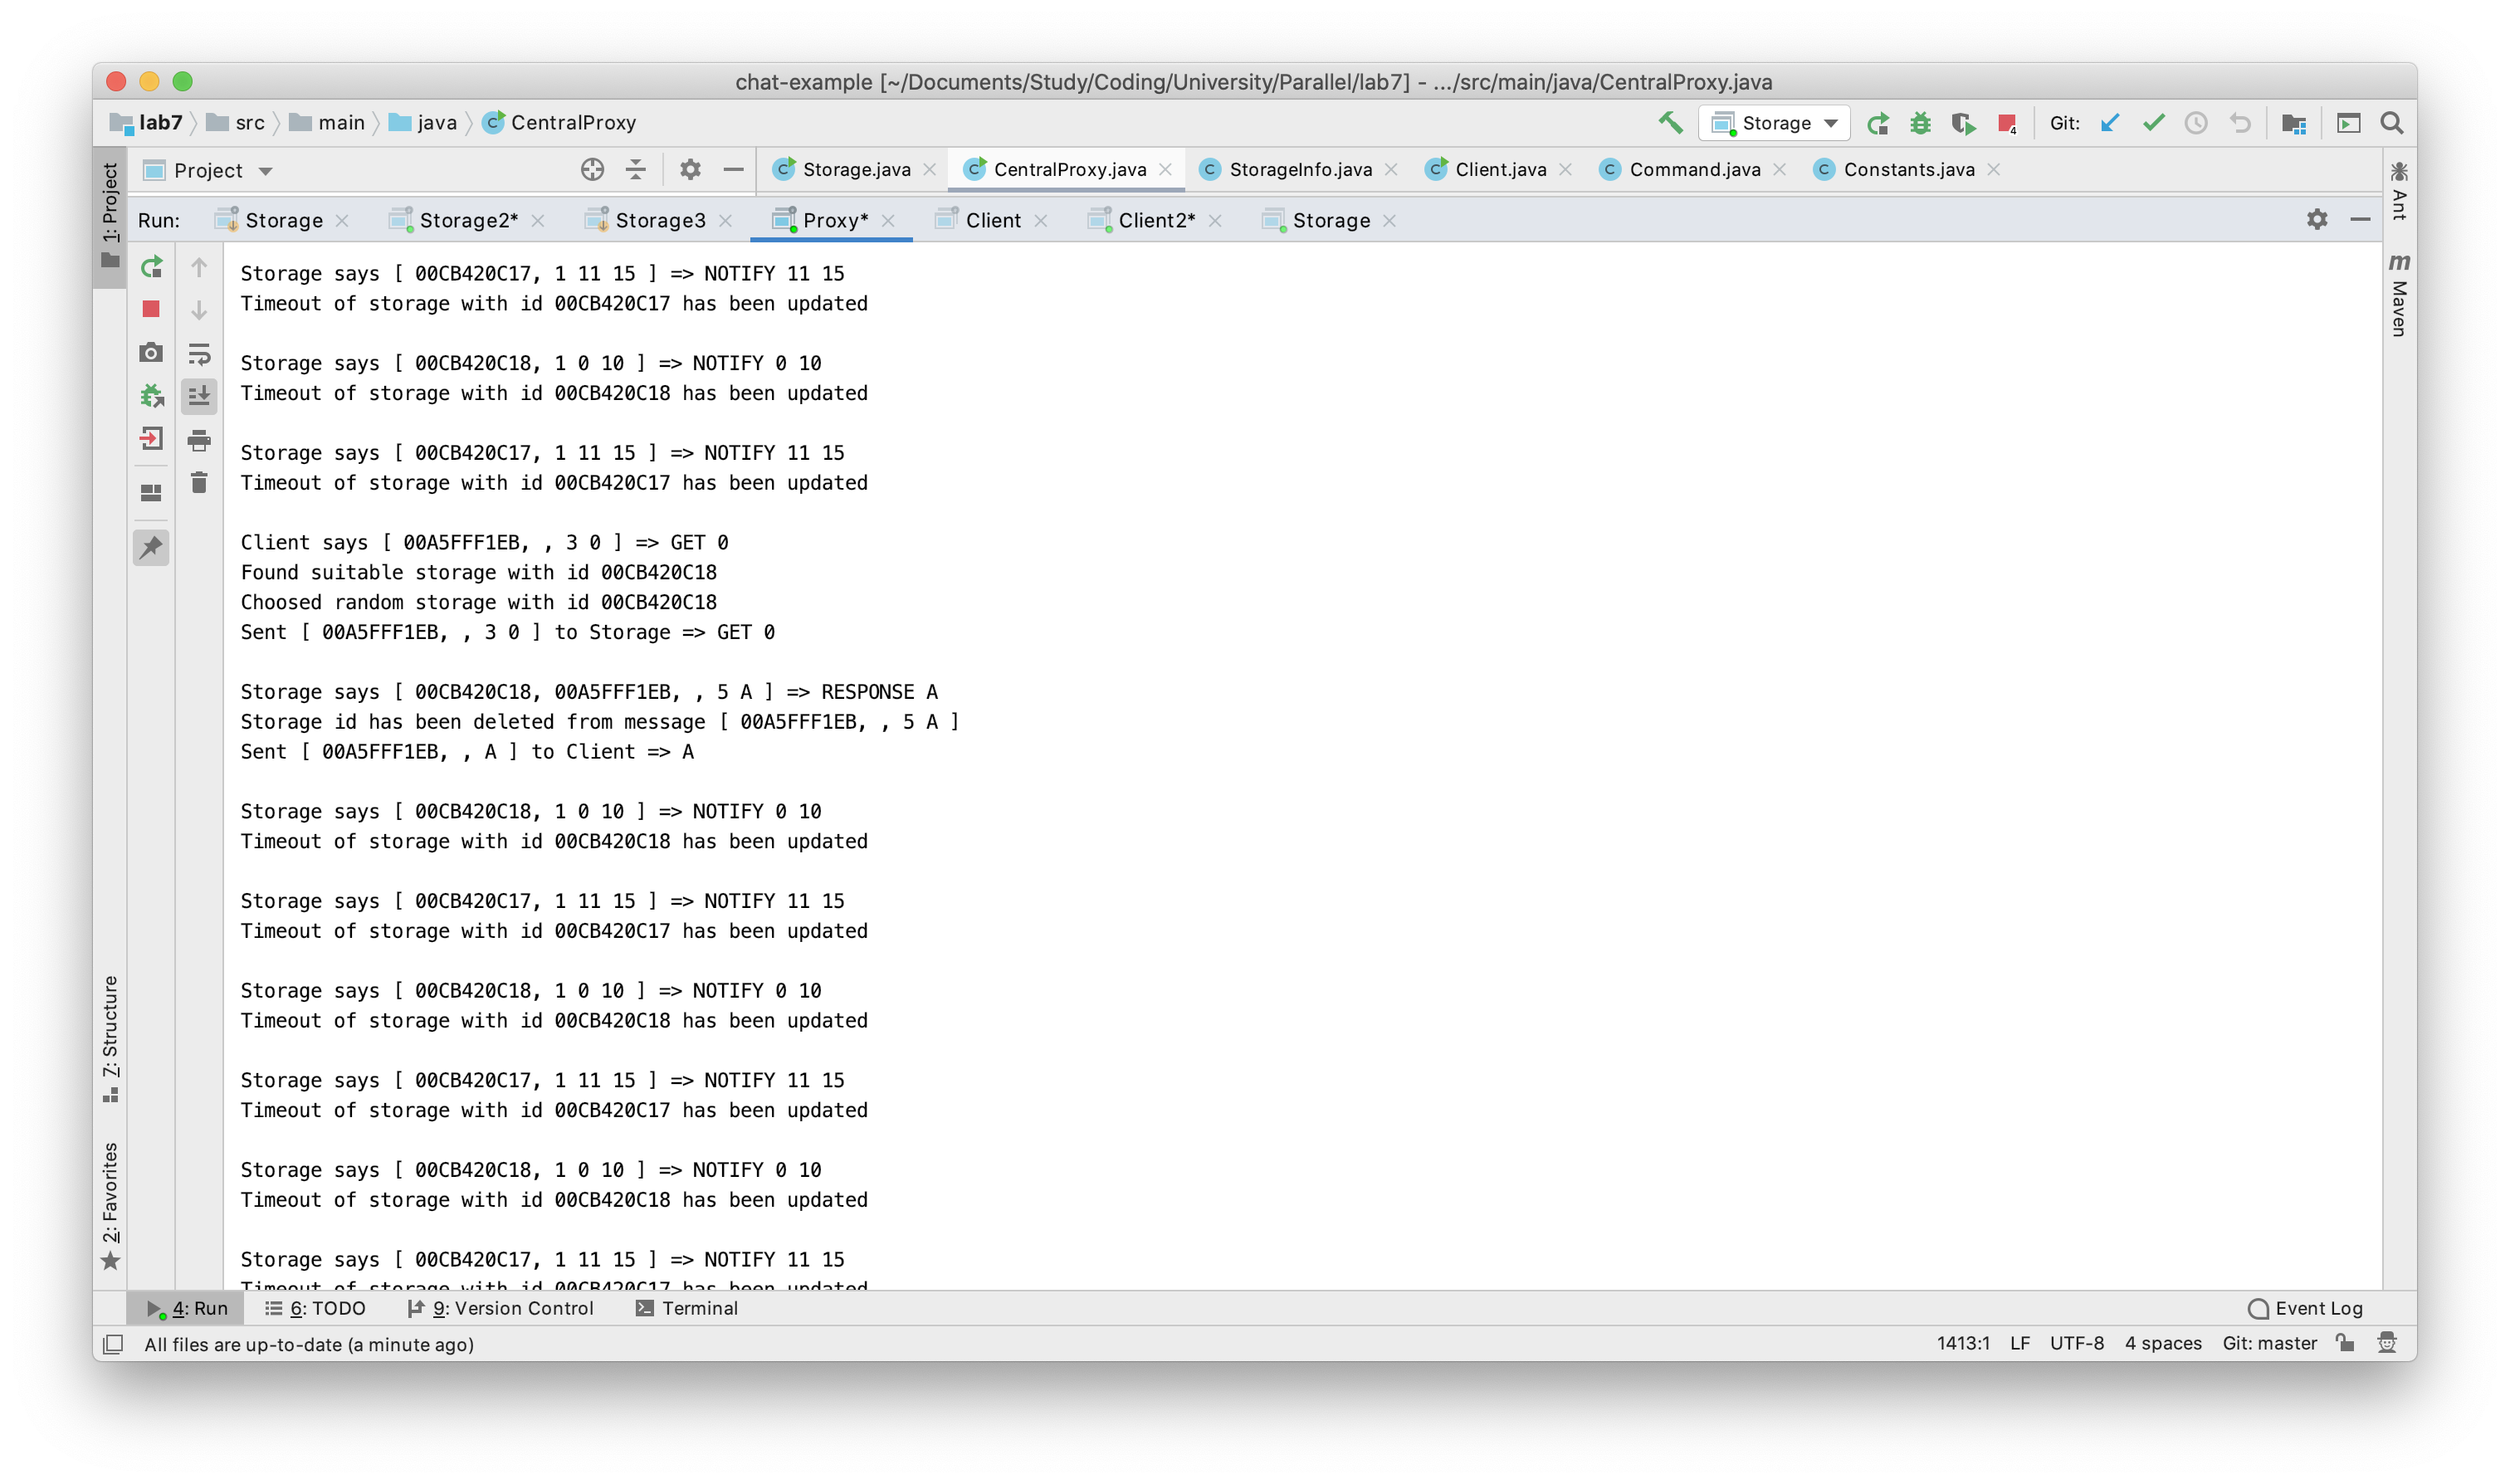 chat-example [~/Documents/Study/Coding/University/Parallel/lab7] - .../src/main/java/CentralProxy.java
lab7 src main java CentralProxy Storage 4 Git:
1: Project Project Storage.java CentralProxy.java StorageInfo.java Client.java Command.java Constants.java Ant
Run: Storage Storage2* Storage3 Proxy* Client Client2* Storage
m Maven
Storage says [ 00CB420C17, 1 11 15 ] => NOTIFY 11 15
Timeout of storage with id 00CB420C17 has been updated
Storage says [ 00CB420C18, 1 0 10 ] => NOTIFY 0 10
Timeout of storage with id 00CB420C18 has been updated
Storage says [ 00CB420C17, 1 11 15 ] => NOTIFY 11 15
Timeout of storage with id 00CB420C17 has been updated
Client says [ 00A5FFF1EB, , 3 0 ] => GET 0
Found suitable storage with id 00CB420C18
Choosed random storage with id 00CB420C18
Sent [ 00A5FFF1EB, , 3 0 ] to Storage => GET 0
Storage says [ 00CB420C18, 00A5FFF1EB, , 5 A ] => RESPONSE A
Storage id has been deleted from message [ 00A5FFF1EB, , 5 A ]
Sent [ 00A5FFF1EB, , A ] to Client => A
Storage says [ 00CB420C18, 1 0 10 ] => NOTIFY 0 10
Timeout of storage with id 00CB420C18 has been updated
Storage says [ 00CB420C17, 1 11 15 ] => NOTIFY 11 15
Timeout of storage with id 00CB420C17 has been updated
Storage says [ 00CB420C18, 1 0 10 ] => NOTIFY 0 10
Timeout of storage with id 00CB420C18 has been updated
Storage says [ 00CB420C17, 1 11 15 ] => NOTIFY 11 15
Timeout of storage with id 00CB420C17 has been updated
Storage says [ 00CB420C18, 1 0 10 ] => NOTIFY 0 10
Timeout of storage with id 00CB420C18 has been updated
Storage says [ 00CB420C17, 1 11 15 ] => NOTIFY 11 15
Timeout of storage with id 00CB420C17 has been updated
7: Structure
2: Favorites
4: Run 6: TODO 9: Version Control Terminal Event Log
All files are up-to-date (a minute ago) 1413:1 LF UTF-8 4 spaces Git: master